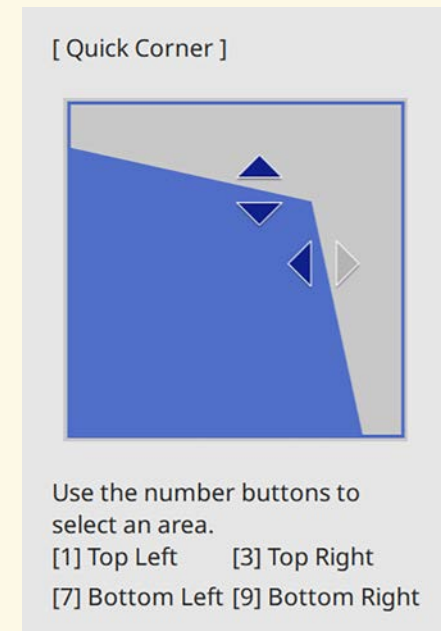 [ Quick Corner ]
Use the number buttons to
select an area.
[1] Top Left [3] Top Right
[7] Bottom Left [9] Bottom Right